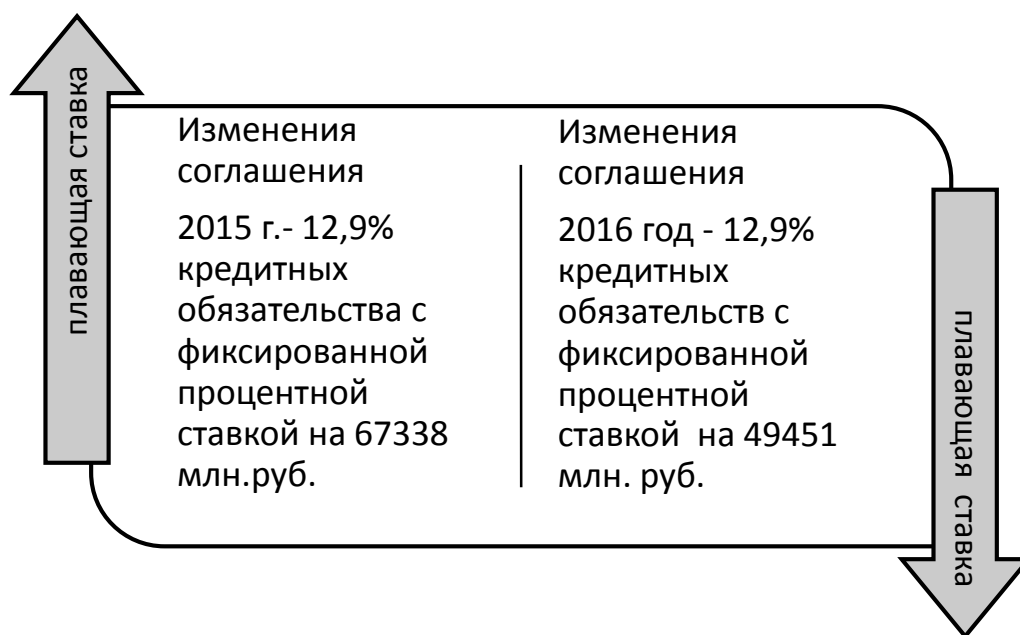 плавающая ставка
Изменения
соглашения
2015 г.- 12,9%
кредитных
обязательства с
фиксированной
процентной
ставкой на 67338
млн.руб.
Изменения
соглашения
2016 год - 12,9%
кредитных
обязательств с
фиксированной
процентной
ставкой на 49451
млн. руб.
плавающая ставка